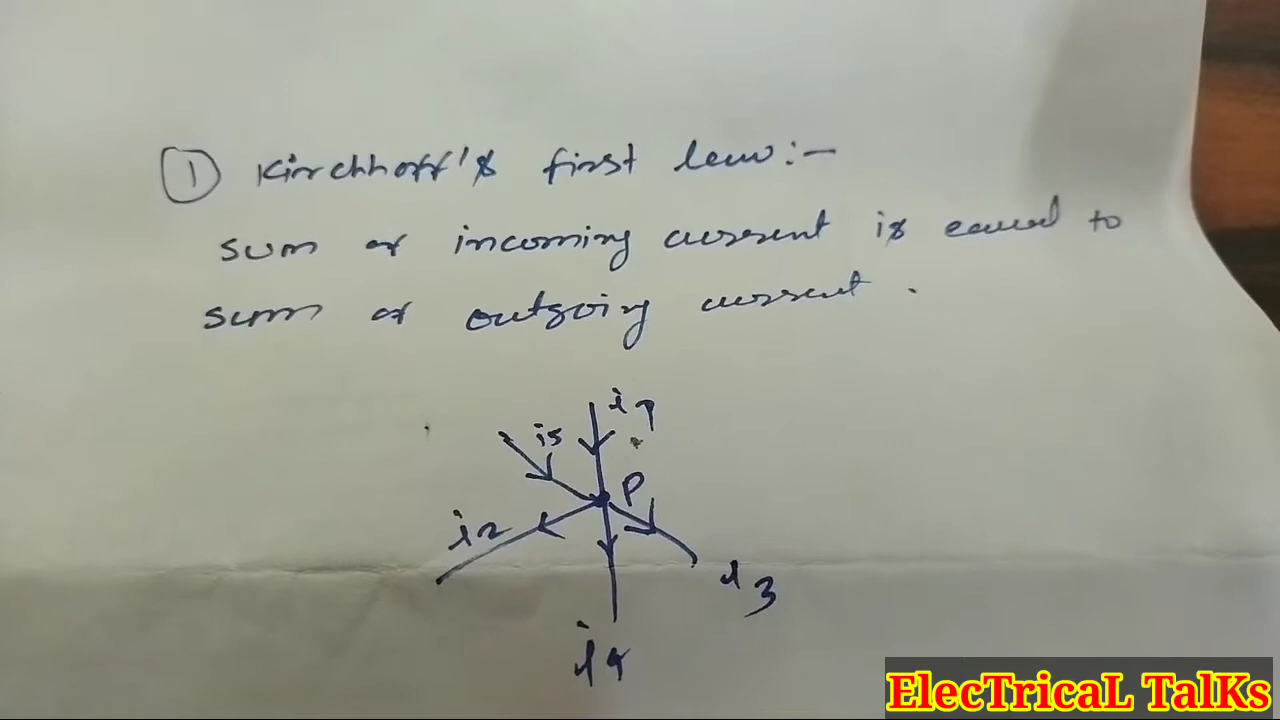 ① Kirchhoff's first law:-
sum of incoming current is equal to
sum of outgoing current.
i1
i5
P
i2
i3
i4
ElecTricaL TalKs